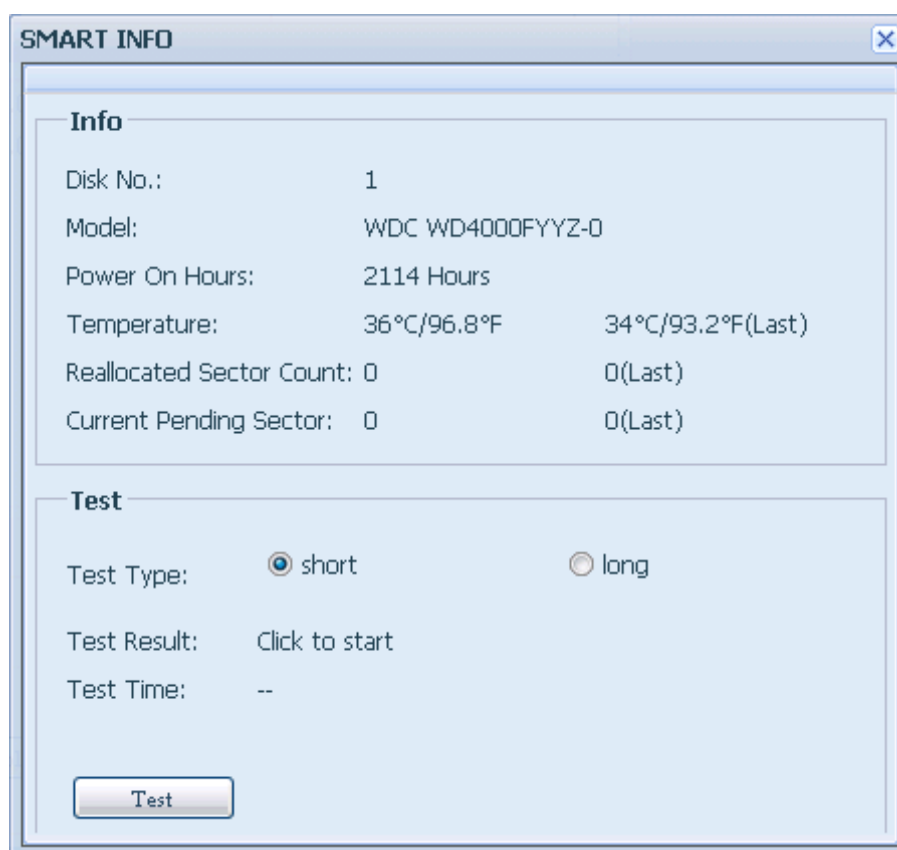 SMART INFO
Info
Disk No.: 1
Model: WDC WD4000FYYZ-0
Power On Hours: 2114 Hours
Temperature: 36°C/96.8°F 34°C/93.2°F(Last)
Reallocated Sector Count: 0 0(Last)
Current Pending Sector: 0 0(Last)
Test
Test Type: short long
Test Result: Click to start
Test Time: --
Test